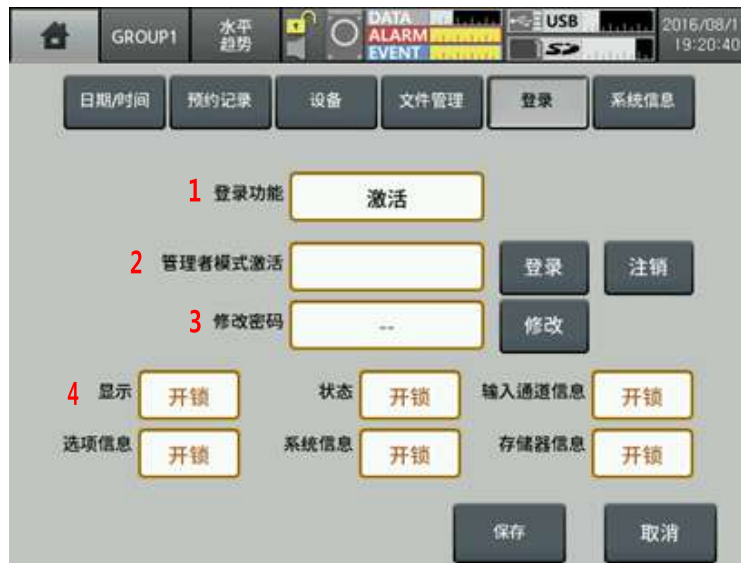 GROUP1
水平
趋势
DATA
ALARM
EVENT
USB
SD
2016/08/1
19:20:40
日期/时间 预约记录 设备 文件管理 登录 系统信息
1 登录功能 激活
2 管理者模式激活 登录 注销
3 修改密码 -- 修改
4 显示 开锁 状态 开锁 输入通道信息 开锁
选项信息 开锁 系统信息 开锁 存储器信息 开锁
保存 取消